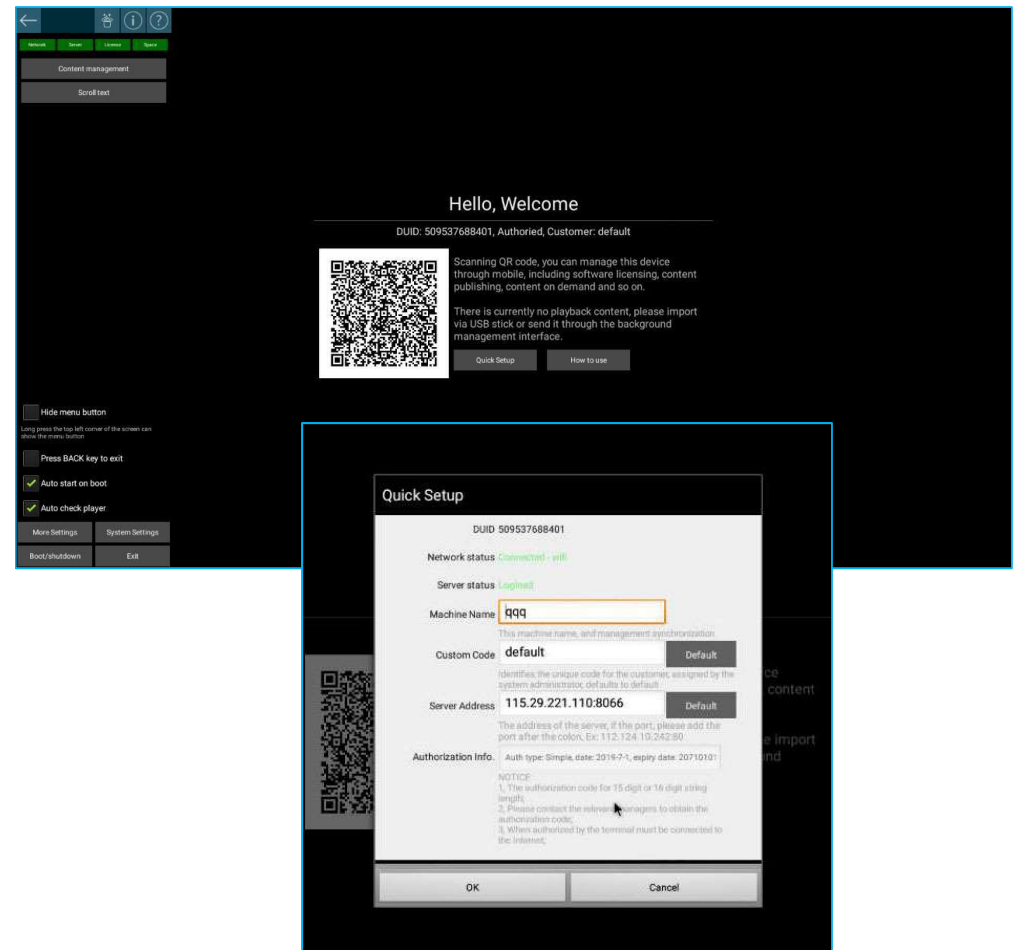 Network Server License Space
Content management
Scroll text
Hello, Welcome
DUID: 509537688401, Authoried, Customer: default
Scanning QR code, you can manage this device
through mobile, including software licensing, content
publishing, content on demand and so on.
There is currently no playback content, please import
via USB stick or send it through the background
management interface.
Quick Setup How to use
Hide menu button
Long press the top left corner of the screen can
show the menu button
Press BACK key to exit
Auto start on boot
Auto check player
More Settings System Settings
Boot/shutdown Exit
Quick Setup
DUID 509537688401
Network status Connected - wifi
Server status Logined
Machine Name qqq
This machine name, and management synchronization
Custom Code default Default
Identifies the unique code for the customer, assigned by the
system administrator, defaults to default
Server Address 115.29.221.110:8066 Default
The address of the server, if the port, please add the
port after the colon, Ex: 112.124.10.242:80
Authorization Info. Auth type: Simple, date: 2019-7-1, expiry date: 20710101
NOTICE
1, The authorization code for 15 digit or 16 digit string
length;
2, Please contact the relevant managers to obtain the
authorization code;
3, When authorized by the terminal must be connected to
the Internet;
OK Cancel
ce
content
e import
nd